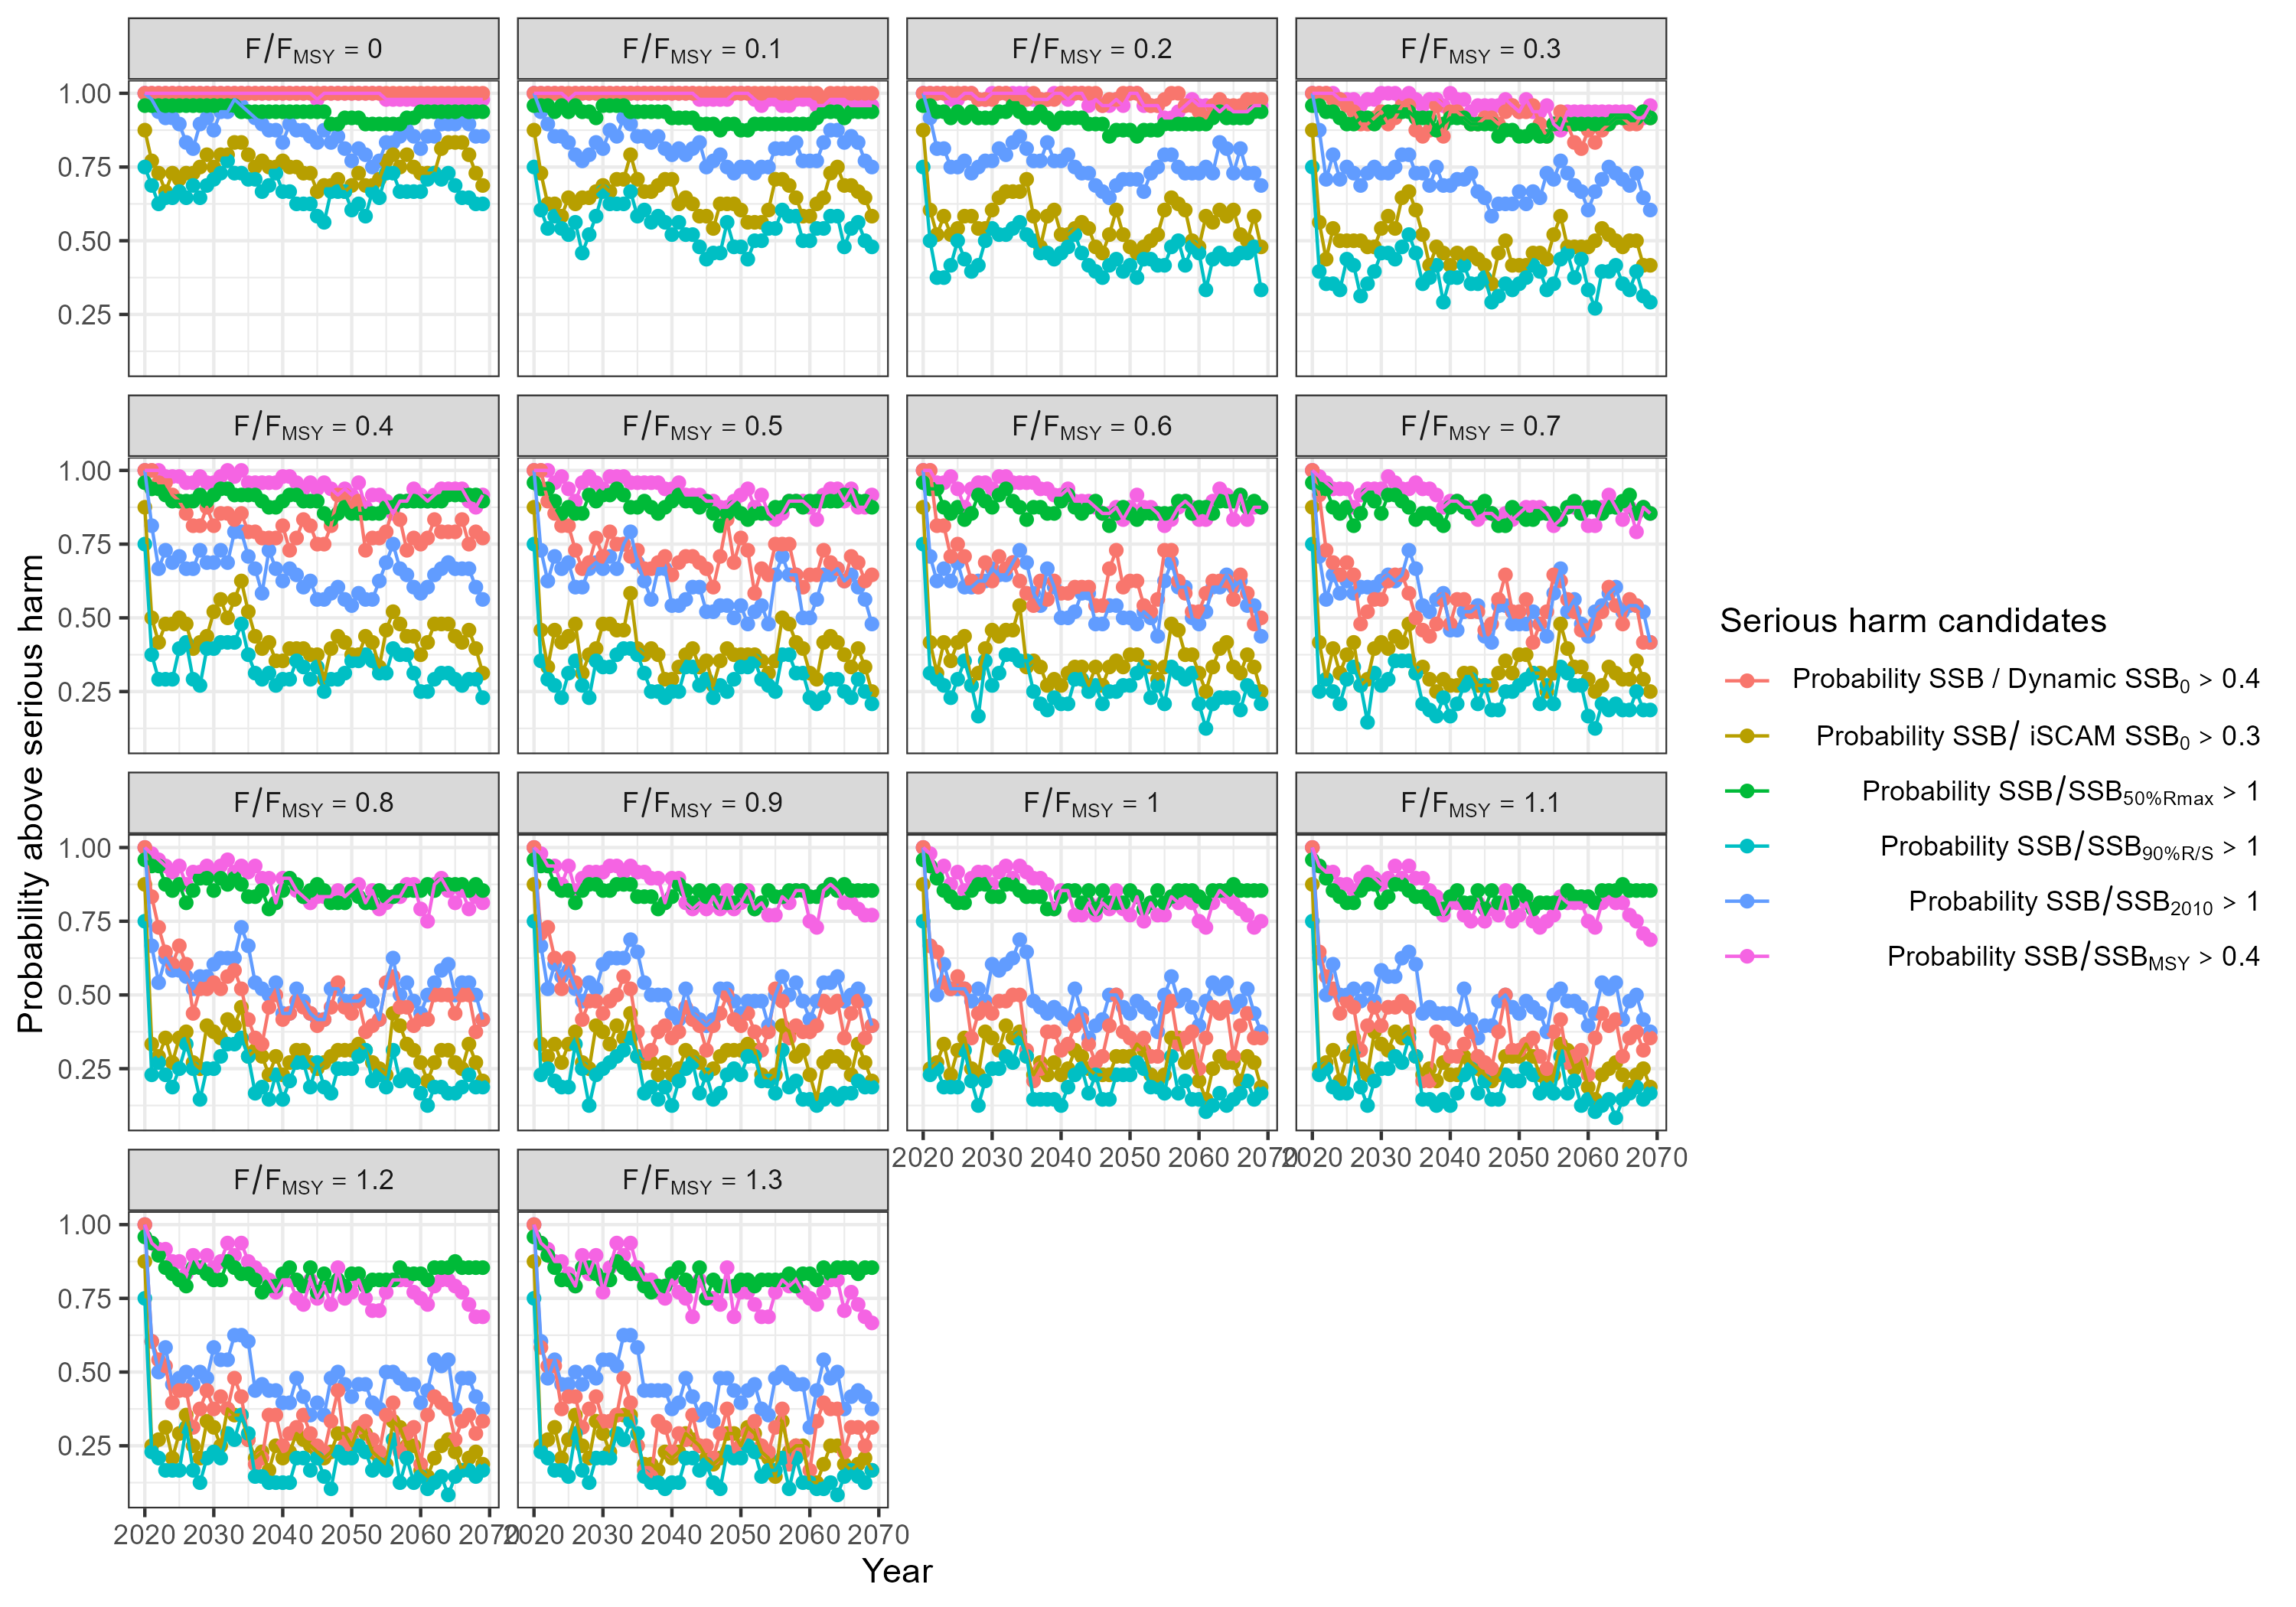 F/FMSY = 0
F/FMSY = 0.1
F/FMSY = 0.2
F/FMSY = 0.3
1.00
0.75
0.50
0.25
F/FMSY = 0.4
F/FMSY = 0.5
F/FMSY = 0.6
F/FMSY = 0.7
1.00
0.75
0.50
0.25
F/FMSY = 0.8
F/FMSY = 0.9
F/FMSY = 1
F/FMSY = 1.1
1.00
0.75
0.50
0.25
2020 2030 2040 2050 2060 2070
2020 2030 2040 2050 2060 2070
F/FMSY = 1.2
F/FMSY = 1.3
1.00
0.75
0.50
0.25
2020 2030 2040 2050 2060 2070
2020 2030 2040 2050 2060 2070
Year
Probability above serious harm
Serious harm candidates
Probability SSB / Dynamic SSB0 > 0.4
Probability SSB/ iSCAM SSB0 > 0.3
Probability SSB/SSB50%Rmax > 1
Probability SSB/SSB90%R/S > 1
Probability SSB/SSB2010 > 1
Probability SSB/SSBMSY > 0.4